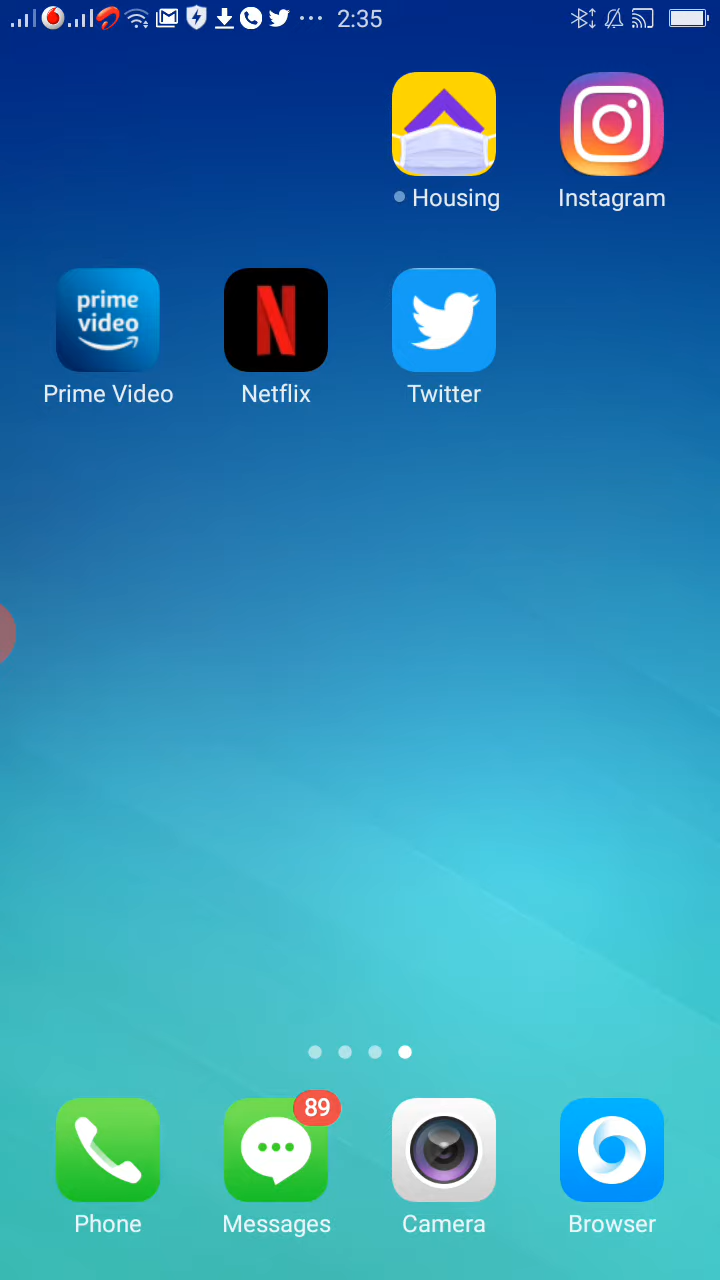 2:35
Housing
Instagram
prime
video
Prime Video
N
Netflix
Twitter
89
Phone
Messages
Camera
Browser